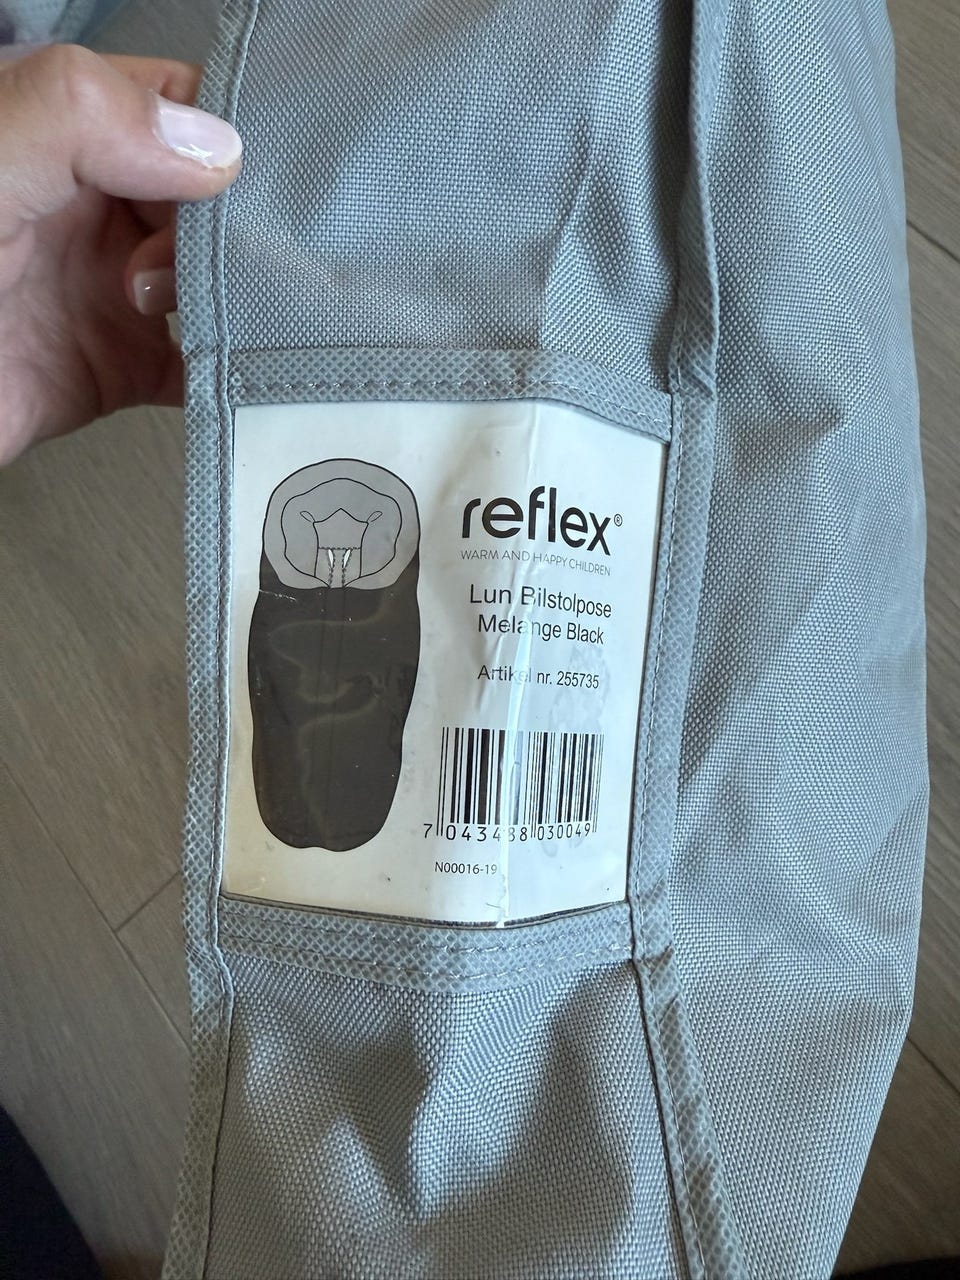 reflex®
WARM AND HAPPY CHILDREN
Lun Bilstolpose
Melange Black
Artikel nr. 255735
7 043488 030049
N00016-19